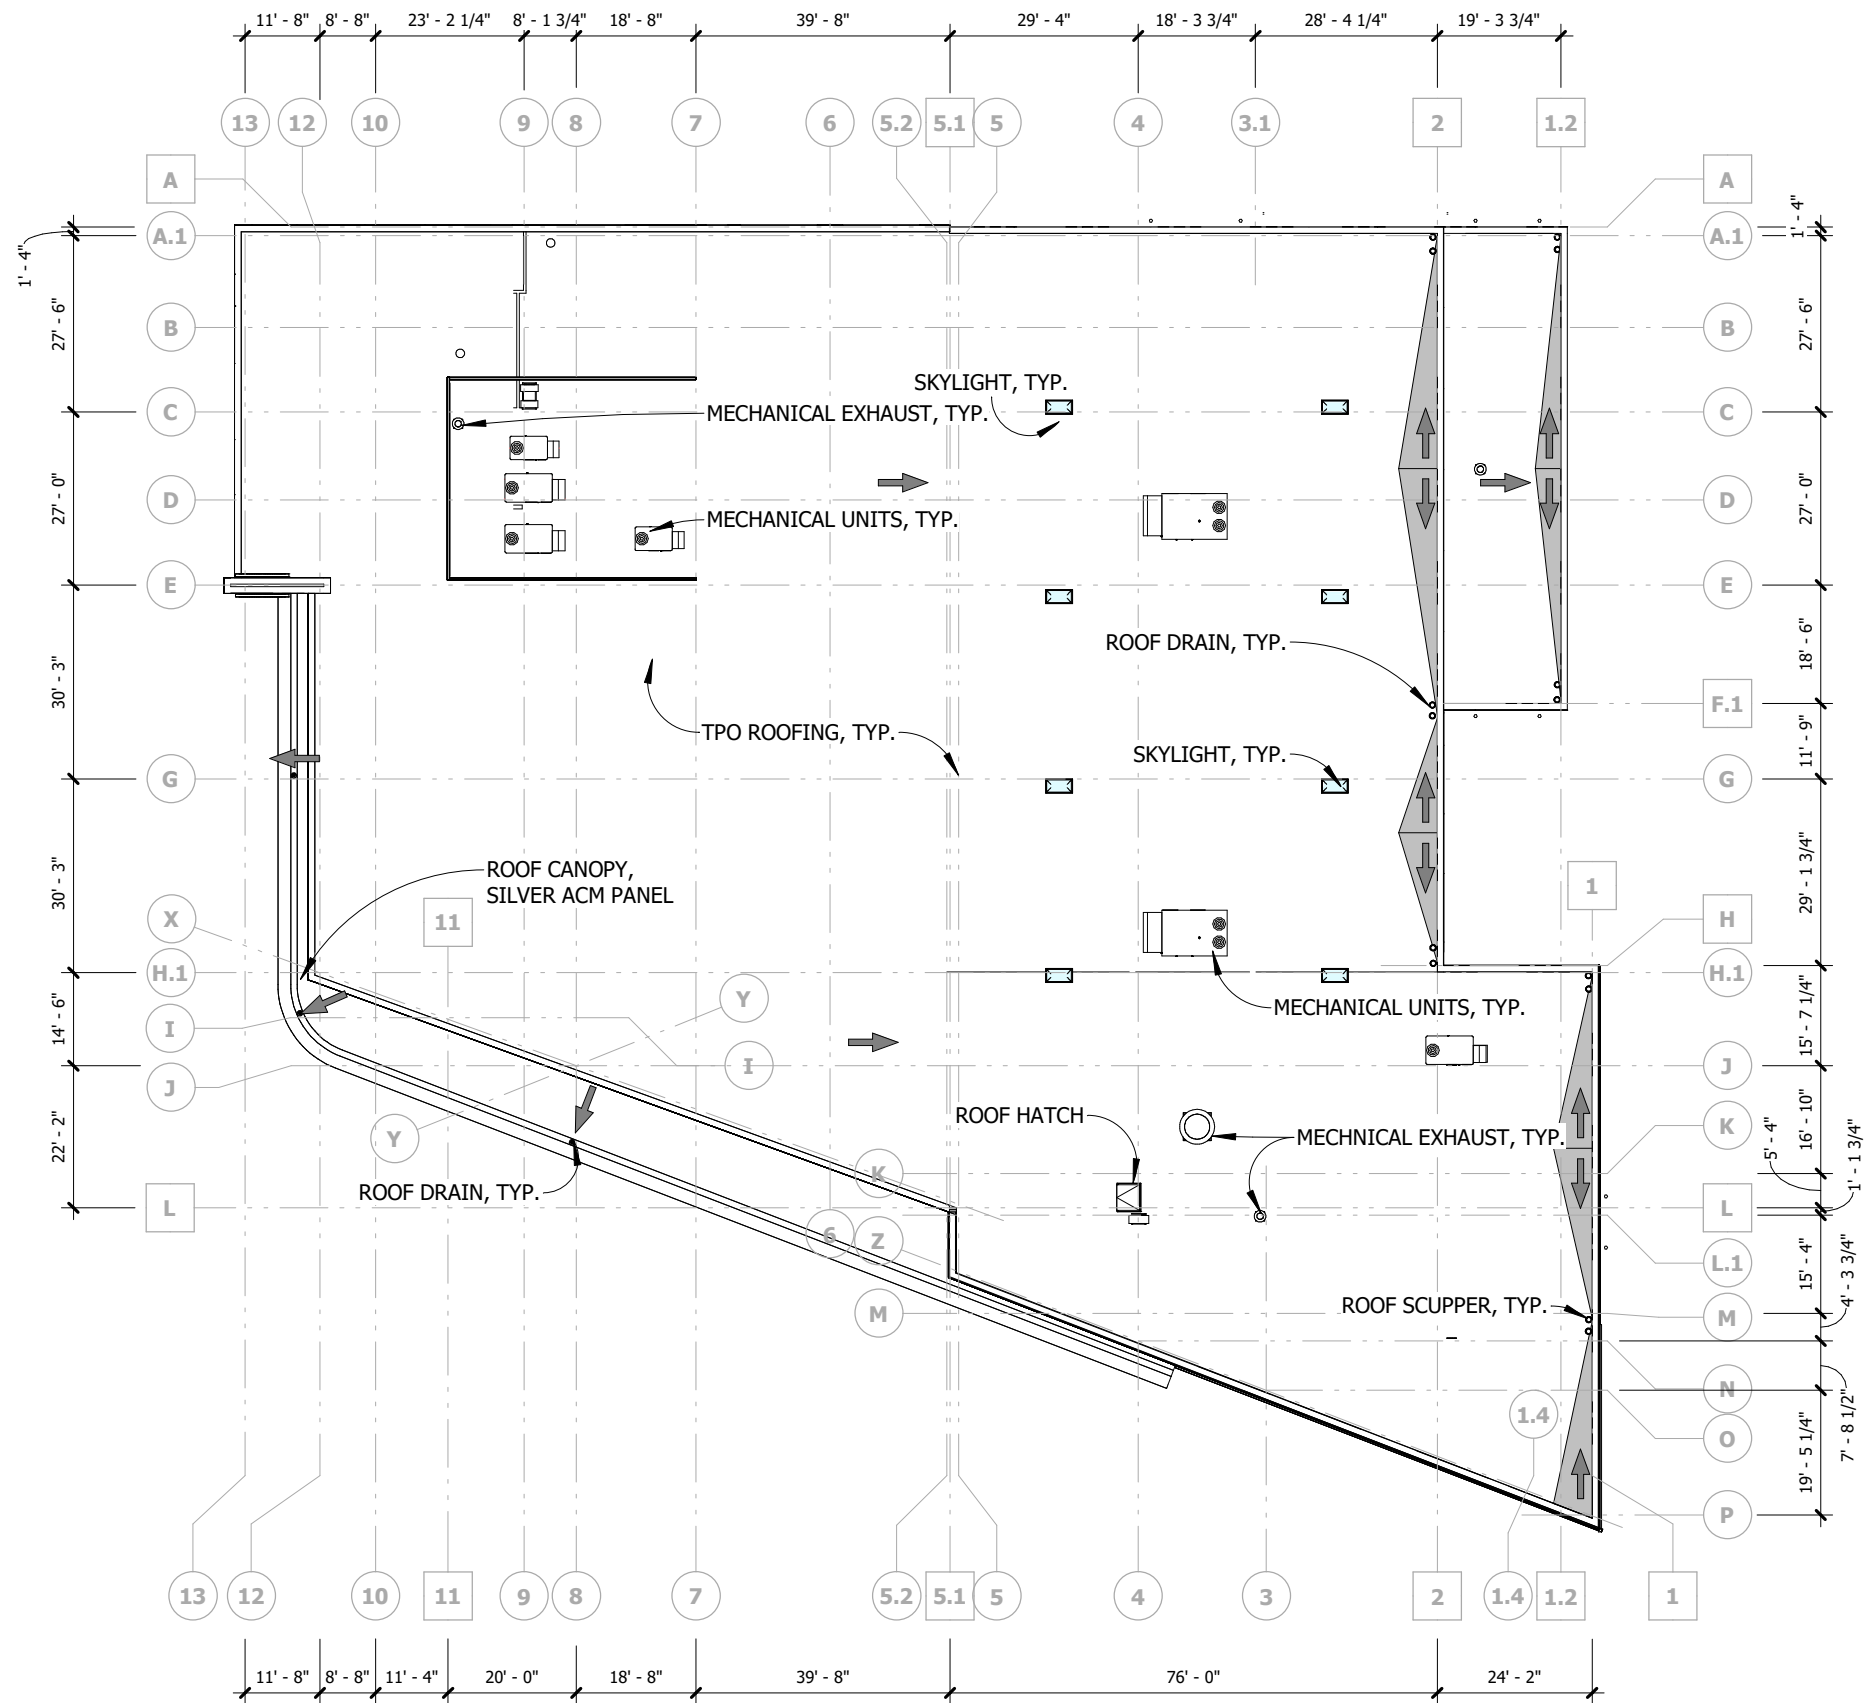 11' - 8" 8' - 8" 23' - 2 1/4" 8' - 1 3/4" 18' - 8" 39' - 8" 29' - 4" 18' - 3 3/4" 28' - 4 1/4" 19' - 3 3/4"
13 12 10 9 8 7 6 5.2 5.1 5 4 3.1 2 1.2
A A
1' - 4" A.1 A.1 1' - 4"
27' - 6" B B 27' - 6"
SKYLIGHT, TYP.
C MECHANICAL EXHAUST, TYP. C
27' - 0" D D 27' - 0"
MECHANICAL UNITS, TYP.
E E
ROOF DRAIN, TYP.
30' - 3" 18' - 6"
F.1
TPO ROOFING, TYP.
SKYLIGHT, TYP.
11' - 9"
G G
ROOF CANOPY,
SILVER ACM PANEL
1
30' - 3" 29' - 1 3/4"
X 11 H
H.1 H.1
Y
MECHANICAL UNITS, TYP.
14' - 6" I 15' - 7 1/4"
I J
J
ROOF HATCH
K
Y MECHNICAL EXHAUST, TYP.
22' - 2" 16' - 10" 5' - 4" 1' - 1 3/4"
K
ROOF DRAIN, TYP.
L L
6 Z
L.1
15' - 4" 4' - 3 3/4"
ROOF SCUPPER, TYP.
M M
N
1.4
O
19' - 5 1/4" 7' - 8 1/2"
P
13 12 10 11 9 8 7 5.2 5.1 5 4 3 2 1.4 1.2 1
11' - 8" 8' - 8" 11' - 4" 20' - 0" 18' - 8" 39' - 8" 76' - 0" 24' - 2"